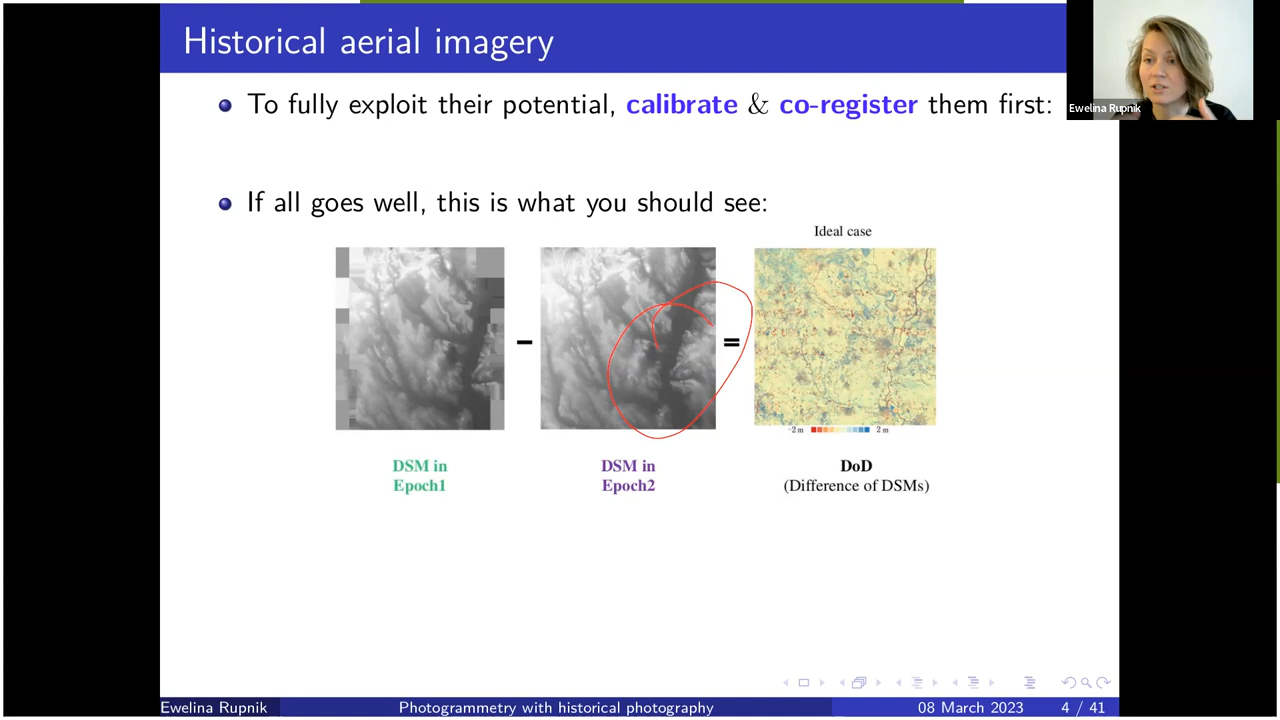 Historical aerial imagery
Ewelina Rupnik
To fully exploit their potential, calibrate & co-register them first:
If all goes well, this is what you should see:
Ideal case
–
=
-2 m
2 m
DSM in
Epoch1
DSM in
Epoch2
DoD
(Difference of DSMs)
Ewelina Rupnik
Photogrammetry with historical photography
08 March 2023
4 / 41